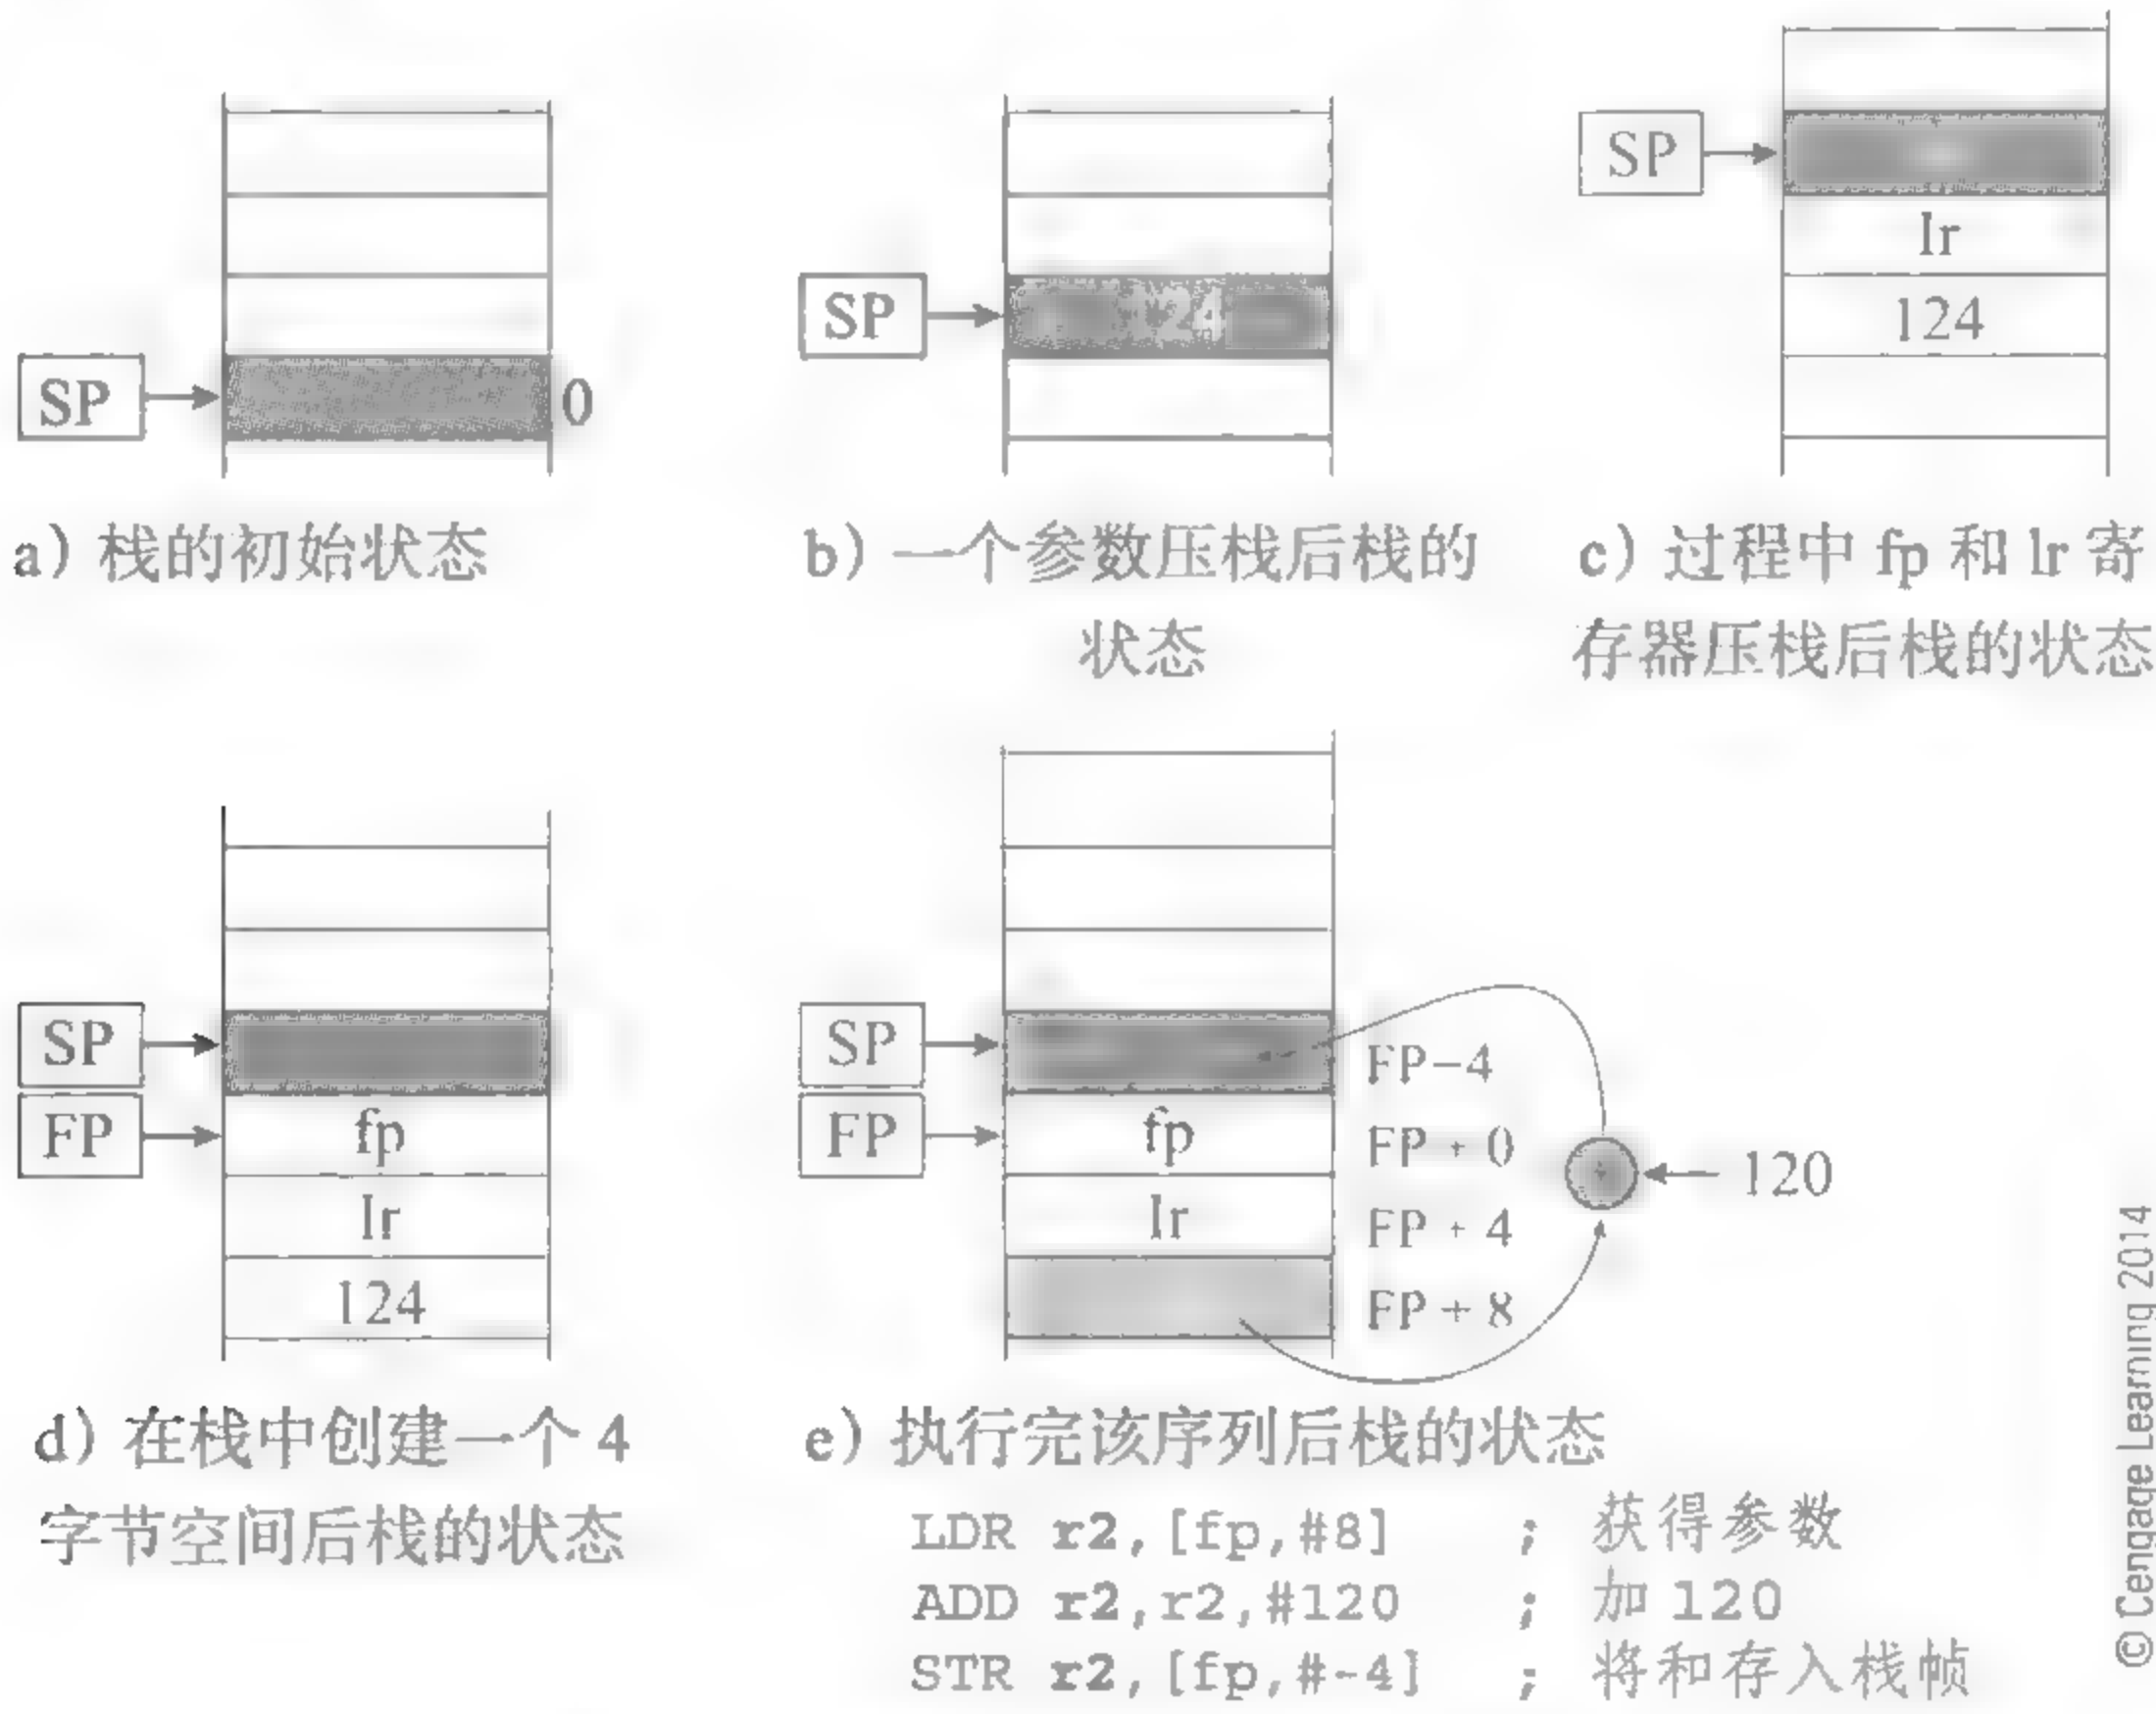 SP
0
a) 栈的初始状态
SP
124
b) 一个参数压栈后栈的
状态
SP
lr
124
c) 过程中 fp 和 lr 寄
存器压栈后栈的状态
SP
FP
fp
lr
124
d) 在栈中创建一个 4
字节空间后栈的状态
SP
FP
fp
lr
FP-4
FP + 0
FP + 4
FP + 8
120
e) 执行完该序列后栈的状态
LDR r2,[fp,#8] ; 获得参数
ADD r2,r2,#120 ; 加 120
STR r2,[fp,#-4] ; 将和存入栈帧
© Cengage Learning 2014